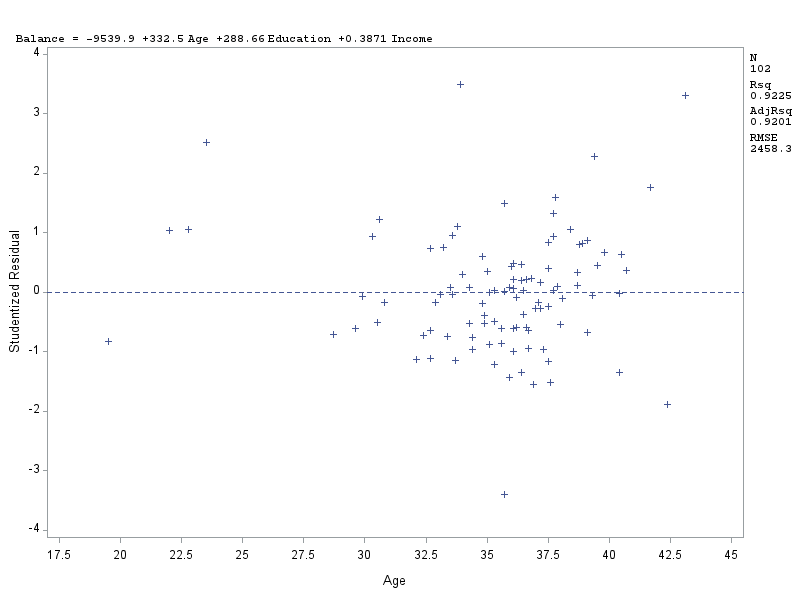 Balance = -9539.9 +332.5 Age +288.66 Education +0.3871 Income
N
102
Rsq
0.9225
AdjRsq
0.9201
RMSE
2458.3
4
3
2
1
0
-1
-2
-3
-4
Studentized Residual
17.5 20 22.5 25 27.5 30 32.5 35 37.5 40 42.5 45
Age